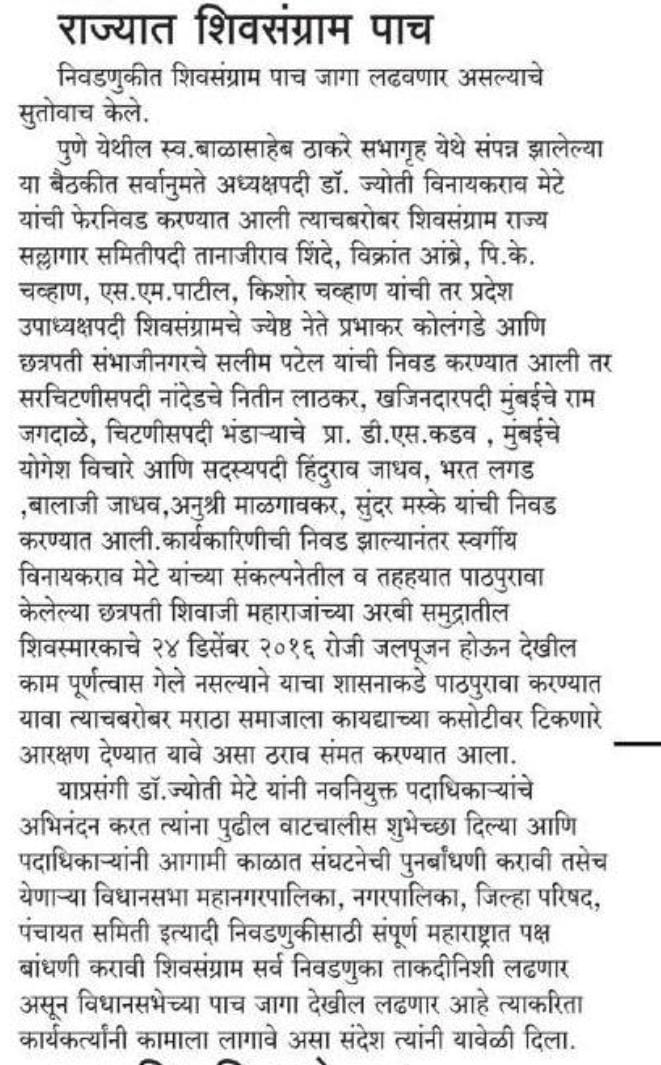 राज्यात शिवसंग्राम पाच
निवडणुकीत शिवसंग्राम पाच जागा लढवणार असल्याचे
सुतोवाच केले.
पुणे येथील स्व.बाळासाहेब ठाकरे सभागृह येथे संपन्न झालेल्या
या बैठकीत सर्वानुमते अध्यक्षपदी डॉ. ज्योती विनायकराव मेटे
यांची फेरनिवड करण्यात आली त्याचबरोबर शिवसंग्राम राज्य
सल्लागार समितीपदी तानाजीराव शिंदे, विक्रांत आंब्रे, पि.के.
चव्हाण, एस.एम.पाटील, किशोर चव्हाण यांची तर प्रदेश
उपाध्यक्षपदी शिवसंग्रामचे ज्येष्ठ नेते प्रभाकर कोलंगडे आणि
छत्रपती संभाजीनगरचे सलीम पटेल यांची निवड करण्यात आली तर
सरचिटणीसपदी नांदेडचे नितीन लाठकर, खजिनदारपदी मुंबईचे राम
जगदाळे, चिटणीसपदी भंडाऱ्याचे प्रा. डी.एस.कडव , मुंबईचे
योगेश विचारे आणि सदस्यपदी हिंदुराव जाधव, भरत लगड
,बालाजी जाधव,अनुश्री माळगावकर, सुंदर मस्के यांची निवड
करण्यात आली.कार्यकारिणीची निवड झाल्यानंतर स्वर्गीय
विनायकराव मेटे यांच्या संकल्पनेतील व तहहयात पाठपुरावा
केलेल्या छत्रपती शिवाजी महाराजांच्या अरबी समुद्रातील
शिवस्मारकाचे २४ डिसेंबर २०१६ रोजी जलपूजन होऊन देखील
काम पूर्णत्वास गेले नसल्याने याचा शासनाकडे पाठपुरावा करण्यात
यावा त्याचबरोबर मराठा समाजाला कायद्याच्या कसोटीवर टिकणारे
आरक्षण देण्यात यावे असा ठराव संमत करण्यात आला.
याप्रसंगी डॉ.ज्योती मेटे यांनी नवनियुक्त पदाधिकाऱ्यांचे
अभिनंदन करत त्यांना पुढील वाटचालीस शुभेच्छा दिल्या आणि
पदाधिकाऱ्यांनी आगामी काळात संघटनेची पुनर्बांधणी करावी तसेच
येणाऱ्या विधानसभा महानगरपालिका, नगरपालिका, जिल्हा परिषद,
पंचायत समिती इत्यादी निवडणुकीसाठी संपूर्ण महाराष्ट्रात पक्ष
बांधणी करावी शिवसंग्राम सर्व निवडणुका ताकदीनिशी लढणार
असून विधानसभेच्या पाच जागा देखील लढणार आहे त्याकरिता
कार्यकर्त्यांनी कामाला लागावे असा संदेश त्यांनी यावेळी दिला.